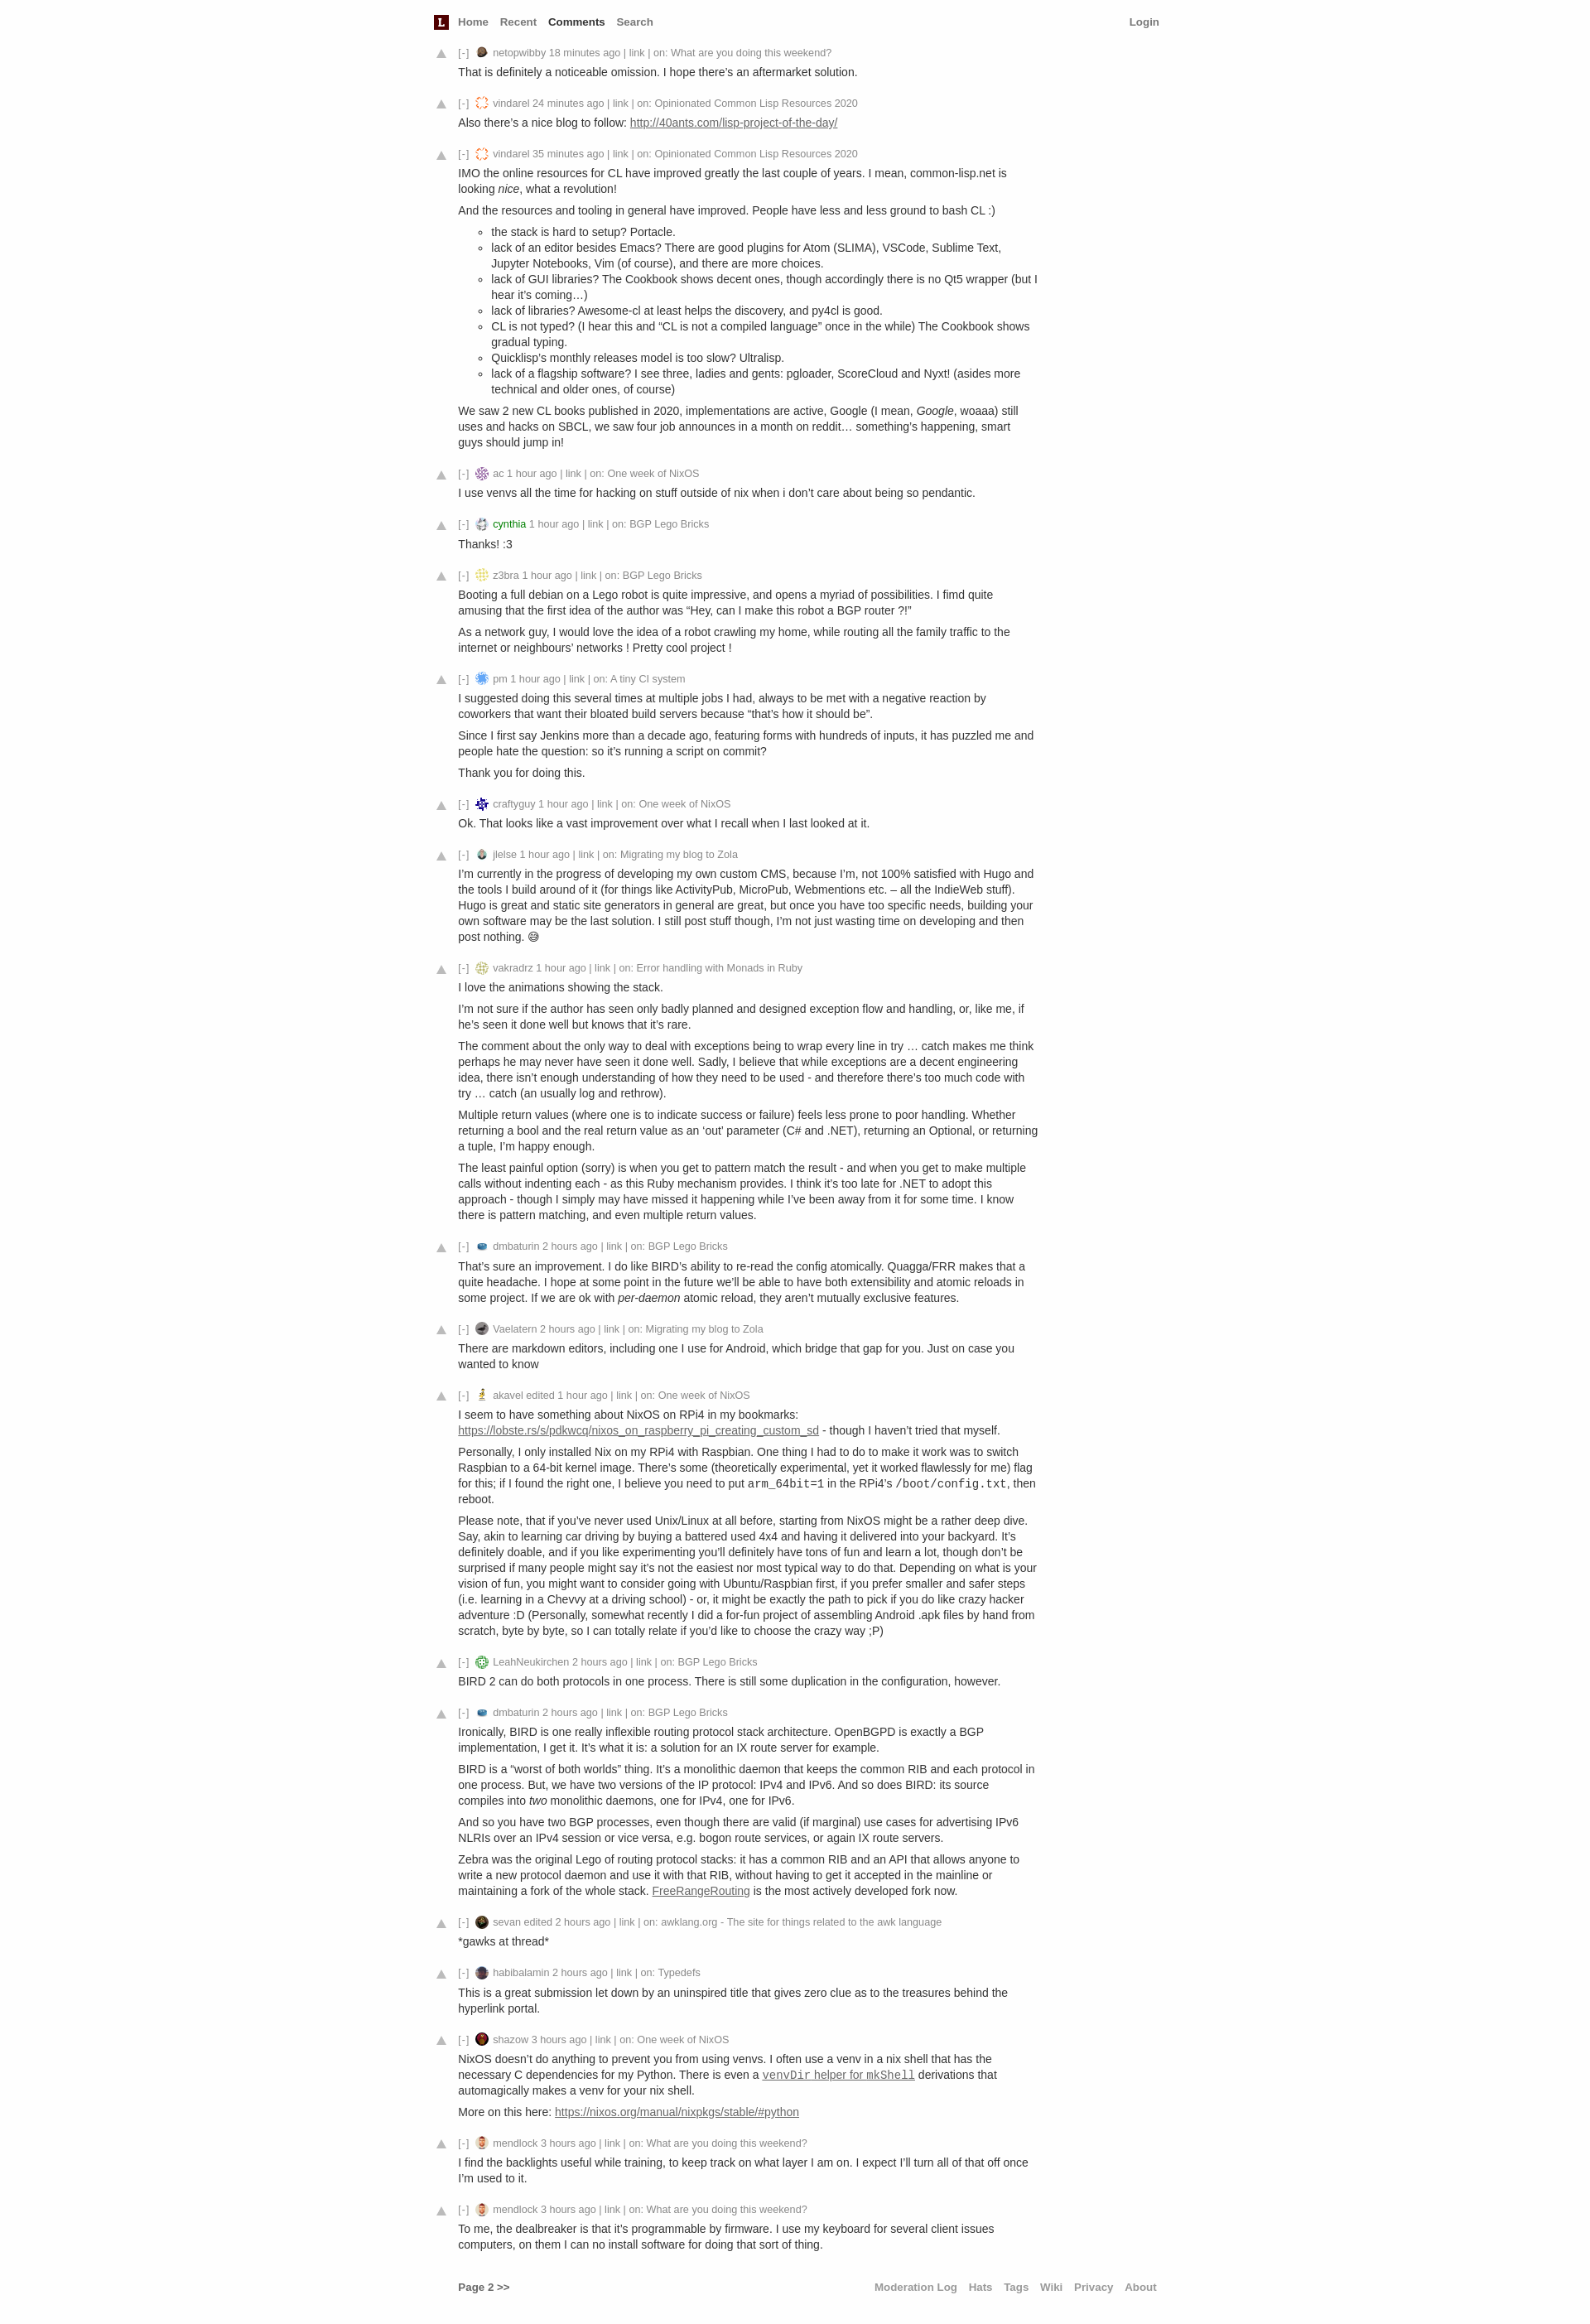 L Home Recent Comments Search Login
[-] netopwibby 18 minutes ago | link | on: What are you doing this weekend?
That is definitely a noticeable omission. I hope there’s an aftermarket solution.
[-] vindarel 24 minutes ago | link | on: Opinionated Common Lisp Resources 2020
Also there’s a nice blog to follow: http://40ants.com/lisp-project-of-the-day/
[-] vindarel 35 minutes ago | link | on: Opinionated Common Lisp Resources 2020
IMO the online resources for CL have improved greatly the last couple of years. I mean, common-lisp.net is
looking nice, what a revolution!
And the resources and tooling in general have improved. People have less and less ground to bash CL :)
◦ the stack is hard to setup? Portacle.
◦ lack of an editor besides Emacs? There are good plugins for Atom (SLIMA), VSCode, Sublime Text,
Jupyter Notebooks, Vim (of course), and there are more choices.
◦ lack of GUI libraries? The Cookbook shows decent ones, though accordingly there is no Qt5 wrapper (but I
hear it’s coming…)
◦ lack of libraries? Awesome-cl at least helps the discovery, and py4cl is good.
◦ CL is not typed? (I hear this and “CL is not a compiled language” once in the while) The Cookbook shows
gradual typing.
◦ Quicklisp’s monthly releases model is too slow? Ultralisp.
◦ lack of a flagship software? I see three, ladies and gents: pgloader, ScoreCloud and Nyxt! (asides more
technical and older ones, of course)
We saw 2 new CL books published in 2020, implementations are active, Google (I mean, Google, woaaa) still
uses and hacks on SBCL, we saw four job announces in a month on reddit… something’s happening, smart
guys should jump in!
[-] ac 1 hour ago | link | on: One week of NixOS
I use venvs all the time for hacking on stuff outside of nix when i don’t care about being so pendantic.
[-] cynthia 1 hour ago | link | on: BGP Lego Bricks
Thanks! :3
[-] z3bra 1 hour ago | link | on: BGP Lego Bricks
Booting a full debian on a Lego robot is quite impressive, and opens a myriad of possibilities. I fimd quite
amusing that the first idea of the author was “Hey, can I make this robot a BGP router ?!”
As a network guy, I would love the idea of a robot crawling my home, while routing all the family traffic to the
internet or neighbours’ networks ! Pretty cool project !
[-] pm 1 hour ago | link | on: A tiny CI system
I suggested doing this several times at multiple jobs I had, always to be met with a negative reaction by
coworkers that want their bloated build servers because “that’s how it should be”.
Since I first say Jenkins more than a decade ago, featuring forms with hundreds of inputs, it has puzzled me and
people hate the question: so it’s running a script on commit?
Thank you for doing this.
[-] craftyguy 1 hour ago | link | on: One week of NixOS
Ok. That looks like a vast improvement over what I recall when I last looked at it.
[-] jlelse 1 hour ago | link | on: Migrating my blog to Zola
I’m currently in the progress of developing my own custom CMS, because I’m, not 100% satisfied with Hugo and
the tools I build around of it (for things like ActivityPub, MicroPub, Webmentions etc. – all the IndieWeb stuff).
Hugo is great and static site generators in general are great, but once you have too specific needs, building your
own software may be the last solution. I still post stuff though, I’m not just wasting time on developing and then
post nothing. 😅
[-] vakradrz 1 hour ago | link | on: Error handling with Monads in Ruby
I love the animations showing the stack.
I’m not sure if the author has seen only badly planned and designed exception flow and handling, or, like me, if
he’s seen it done well but knows that it’s rare.
The comment about the only way to deal with exceptions being to wrap every line in try … catch makes me think
perhaps he may never have seen it done well. Sadly, I believe that while exceptions are a decent engineering
idea, there isn’t enough understanding of how they need to be used - and therefore there’s too much code with
try … catch (an usually log and rethrow).
Multiple return values (where one is to indicate success or failure) feels less prone to poor handling. Whether
returning a bool and the real return value as an ‘out’ parameter (C# and .NET), returning an Optional, or returning
a tuple, I’m happy enough.
The least painful option (sorry) is when you get to pattern match the result - and when you get to make multiple
calls without indenting each - as this Ruby mechanism provides. I think it’s too late for .NET to adopt this
approach - though I simply may have missed it happening while I’ve been away from it for some time. I know
there is pattern matching, and even multiple return values.
[-] dmbaturin 2 hours ago | link | on: BGP Lego Bricks
That’s sure an improvement. I do like BIRD’s ability to re-read the config atomically. Quagga/FRR makes that a
quite headache. I hope at some point in the future we’ll be able to have both extensibility and atomic reloads in
some project. If we are ok with per-daemon atomic reload, they aren’t mutually exclusive features.
[-] Vaelatern 2 hours ago | link | on: Migrating my blog to Zola
There are markdown editors, including one I use for Android, which bridge that gap for you. Just on case you
wanted to know
[-] akavel edited 1 hour ago | link | on: One week of NixOS
I seem to have something about NixOS on RPi4 in my bookmarks:
https://lobste.rs/s/pdkwcq/nixos_on_raspberry_pi_creating_custom_sd - though I haven’t tried that myself.
Personally, I only installed Nix on my RPi4 with Raspbian. One thing I had to do to make it work was to switch
Raspbian to a 64-bit kernel image. There’s some (theoretically experimental, yet it worked flawlessly for me) flag
for this; if I found the right one, I believe you need to put arm_64bit=1 in the RPi4’s /boot/config.txt, then
reboot.
Please note, that if you’ve never used Unix/Linux at all before, starting from NixOS might be a rather deep dive.
Say, akin to learning car driving by buying a battered used 4x4 and having it delivered into your backyard. It’s
definitely doable, and if you like experimenting you’ll definitely have tons of fun and learn a lot, though don’t be
surprised if many people might say it’s not the easiest nor most typical way to do that. Depending on what is your
vision of fun, you might want to consider going with Ubuntu/Raspbian first, if you prefer smaller and safer steps
(i.e. learning in a Chevvy at a driving school) - or, it might be exactly the path to pick if you do like crazy hacker
adventure :D (Personally, somewhat recently I did a for-fun project of assembling Android .apk files by hand from
scratch, byte by byte, so I can totally relate if you’d like to choose the crazy way ;P)
[-] LeahNeukirchen 2 hours ago | link | on: BGP Lego Bricks
BIRD 2 can do both protocols in one process. There is still some duplication in the configuration, however.
[-] dmbaturin 2 hours ago | link | on: BGP Lego Bricks
Ironically, BIRD is one really inflexible routing protocol stack architecture. OpenBGPD is exactly a BGP
implementation, I get it. It’s what it is: a solution for an IX route server for example.
BIRD is a “worst of both worlds” thing. It’s a monolithic daemon that keeps the common RIB and each protocol in
one process. But, we have two versions of the IP protocol: IPv4 and IPv6. And so does BIRD: its source
compiles into two monolithic daemons, one for IPv4, one for IPv6.
And so you have two BGP processes, even though there are valid (if marginal) use cases for advertising IPv6
NLRIs over an IPv4 session or vice versa, e.g. bogon route services, or again IX route servers.
Zebra was the original Lego of routing protocol stacks: it has a common RIB and an API that allows anyone to
write a new protocol daemon and use it with that RIB, without having to get it accepted in the mainline or
maintaining a fork of the whole stack. FreeRangeRouting is the most actively developed fork now.
[-] sevan edited 2 hours ago | link | on: awklang.org - The site for things related to the awk language
*gawks at thread*
[-] habibalamin 2 hours ago | link | on: Typedefs
This is a great submission let down by an uninspired title that gives zero clue as to the treasures behind the
hyperlink portal.
[-] shazow 3 hours ago | link | on: One week of NixOS
NixOS doesn’t do anything to prevent you from using venvs. I often use a venv in a nix shell that has the
necessary C dependencies for my Python. There is even a venvDir helper for mkShell derivations that
automagically makes a venv for your nix shell.
More on this here: https://nixos.org/manual/nixpkgs/stable/#python
[-] mendlock 3 hours ago | link | on: What are you doing this weekend?
I find the backlights useful while training, to keep track on what layer I am on. I expect I’ll turn all of that off once
I’m used to it.
[-] mendlock 3 hours ago | link | on: What are you doing this weekend?
To me, the dealbreaker is that it’s programmable by firmware. I use my keyboard for several client issues
computers, on them I can no install software for doing that sort of thing.
Page 2 >> Moderation Log Hats Tags Wiki Privacy About